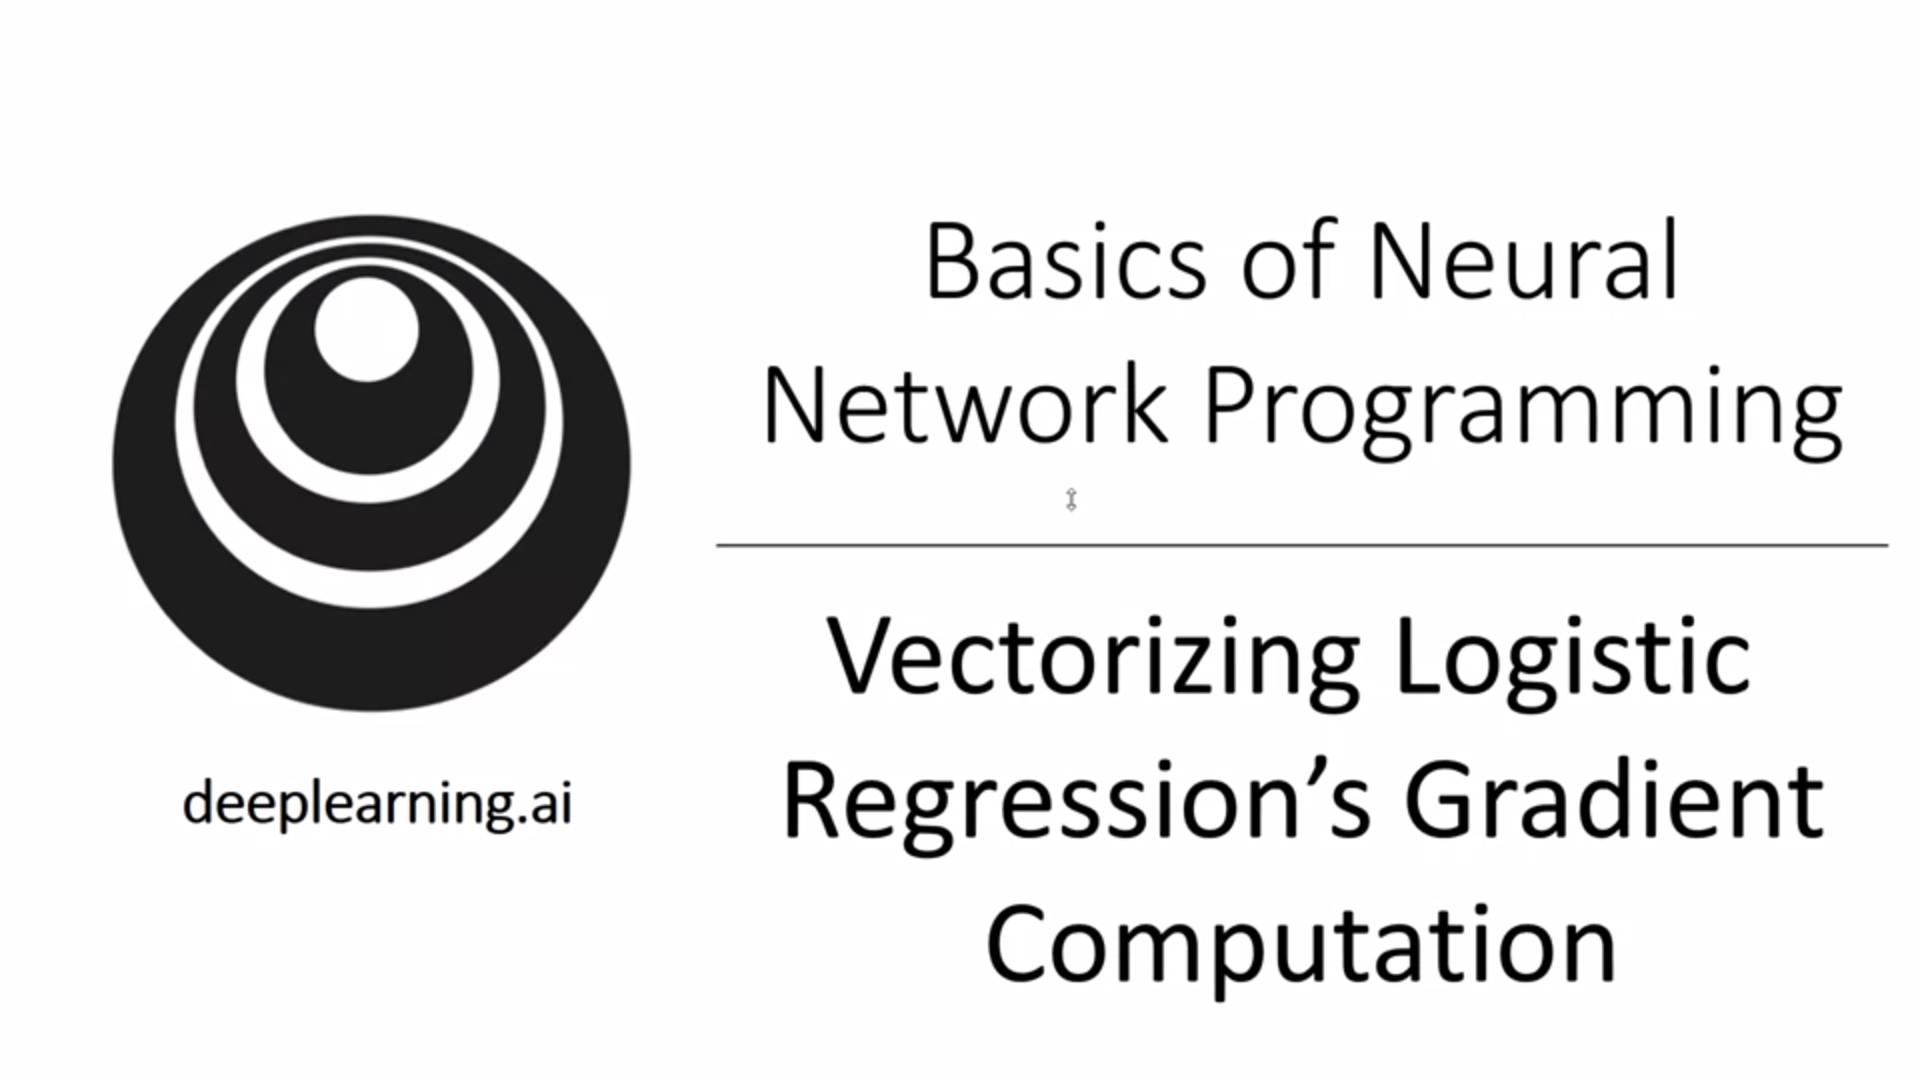 Basics of Neural
Network Programming
Vectorizing Logistic
Regression’s Gradient
Computation
deeplearning.ai